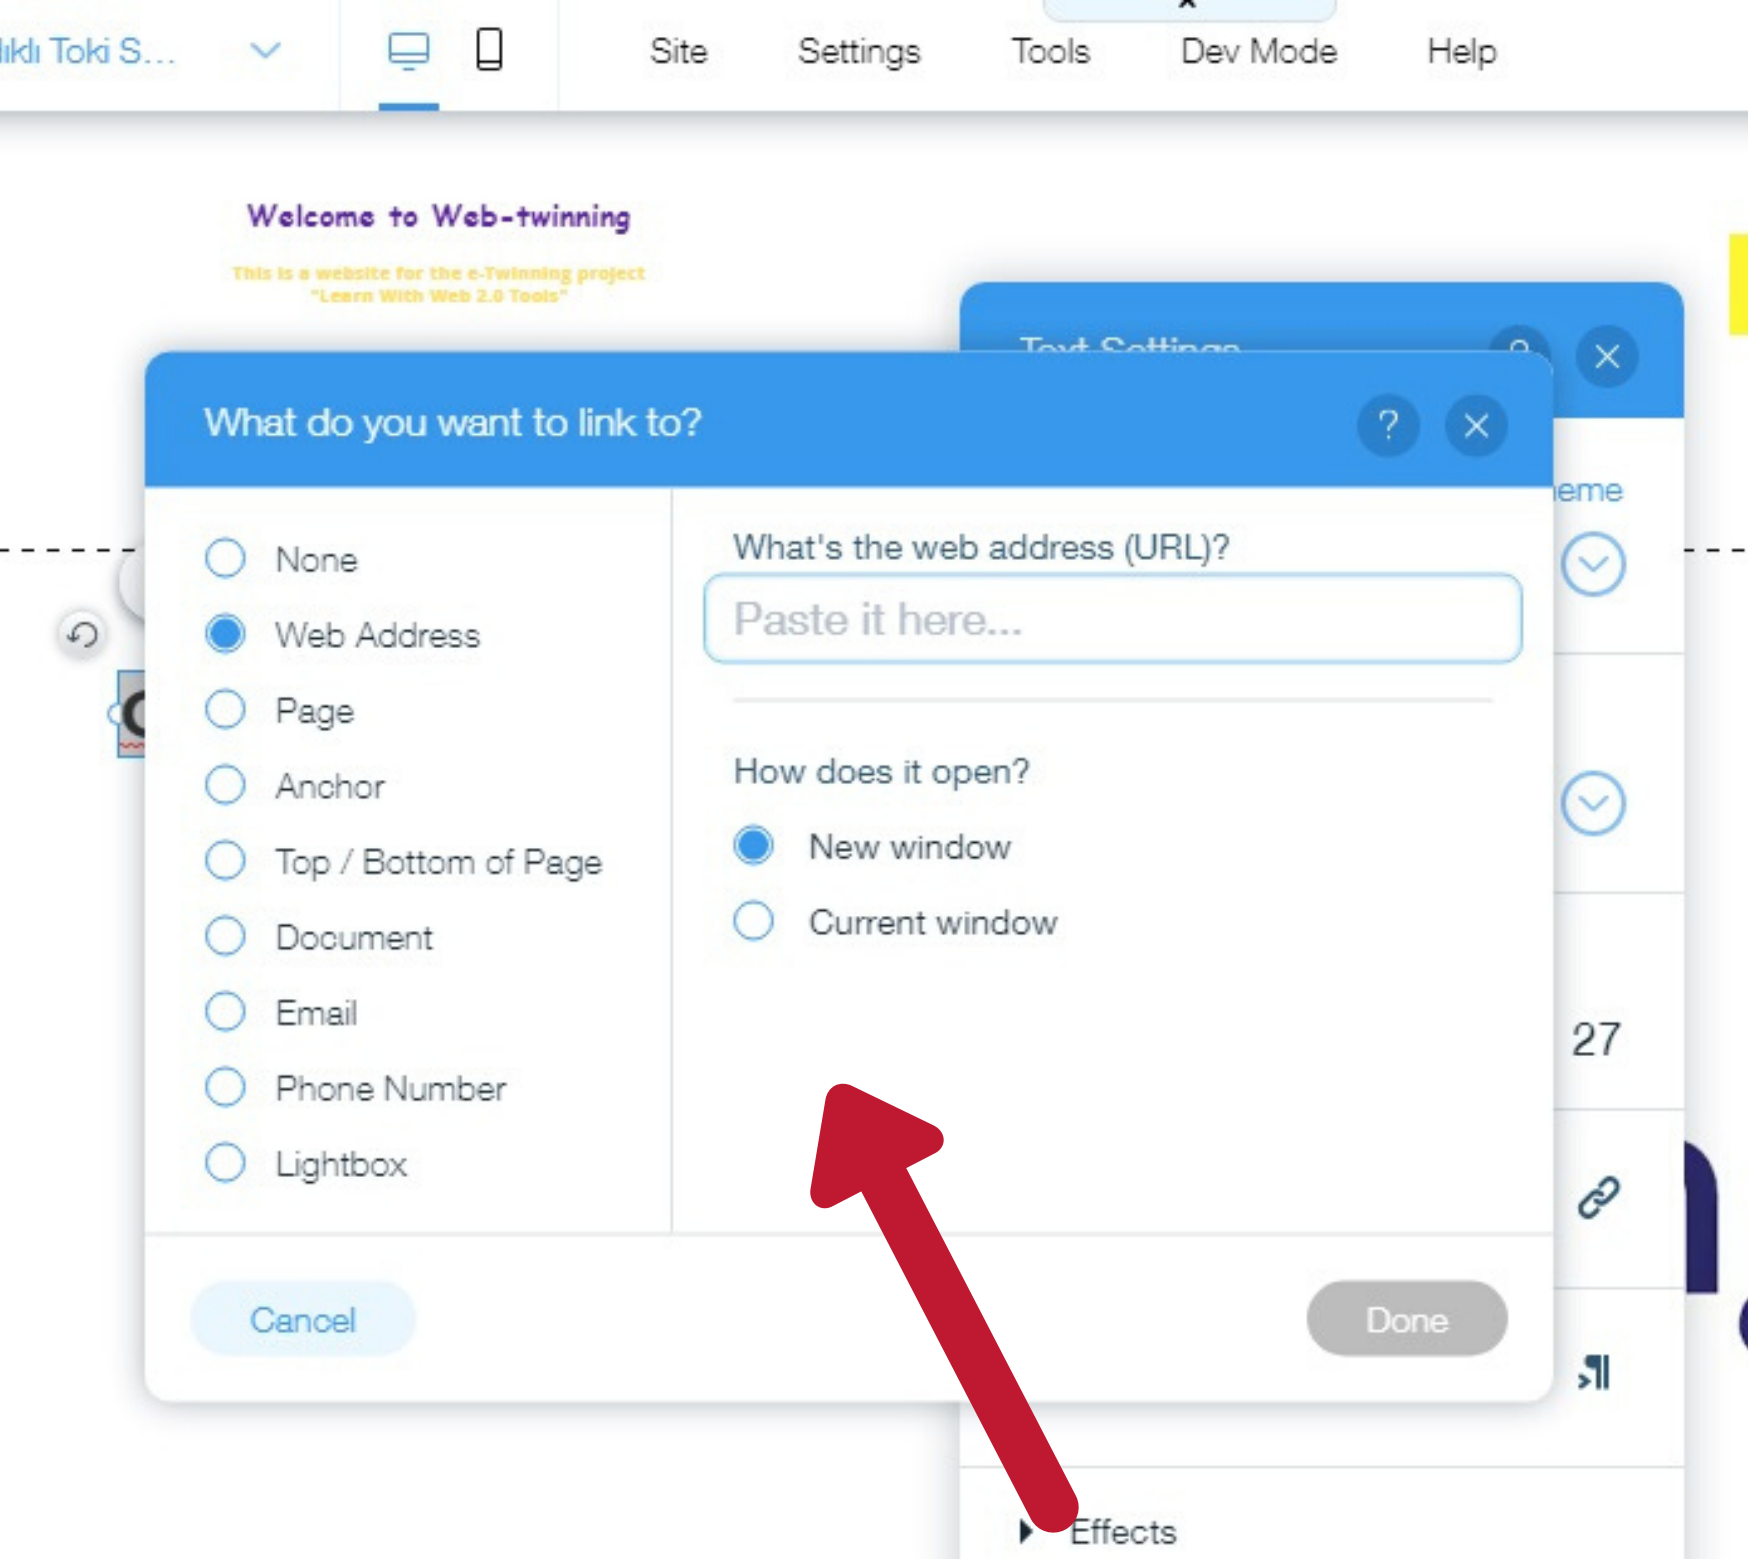 Toki S...
Site Settings Tools Dev Mode Help
Welcome to Web-twinning
This is a website for the e-Twinning project
"Learn With Web 2.0 Tools"
Text Settings
What do you want to link to? ?
eme
None
Web Address
Page
Anchor
Top / Bottom of Page
Document
Email
Phone Number
Lightbox
What's the web address (URL)?
Paste it here...
How does it open?
New window
Current window
27
Cancel
Done
Effects